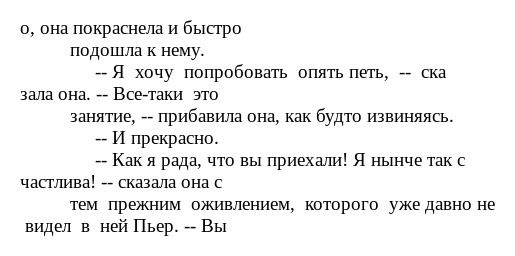 о, она покраснела и быстро
подошла к нему.
-- Я хочу попробовать опять петь, -- ска
зала она. -- Все-таки это
занятие, -- прибавила она, как будто извиняясь.
-- И прекрасно.
-- Как я рада, что вы приехали! Я нынче так с
частлива! -- сказала она с
тем прежним оживлением, которого уже давно не
видел в ней Пьер. -- Вы